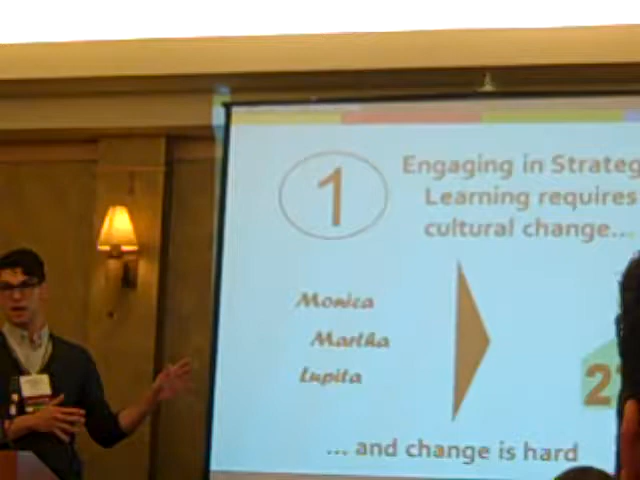 1
Engaging in Strateg
Learning requires
cultural change...
Monica
Martha
Lupita
2
... and change is hard